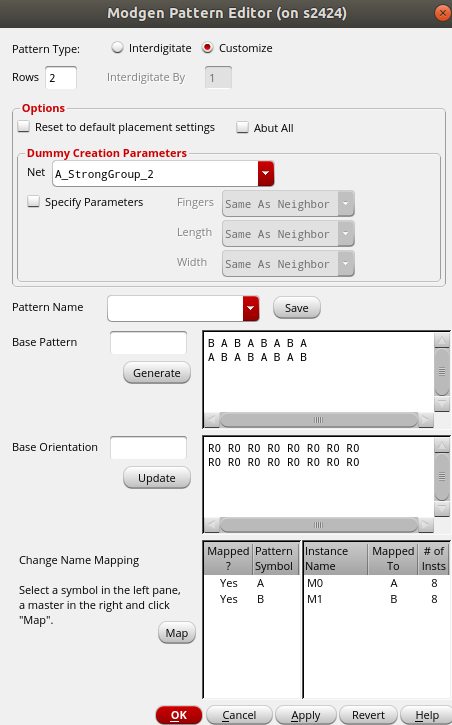 Modgen Pattern Editor (on s2424)
Pattern Type: Interdigitate Customize
Rows 2 Interdigitate By 1
Options
Reset to default placement settings Abut All
Dummy Creation Parameters
Net A_StrongGroup_2
Specify Parameters Fingers Same As Neighbor
Length Same As Neighbor
Width Same As Neighbor
Pattern Name Save
Base Pattern B A B A B A B A
A B A B A B A B
Generate
Base Orientation R0 R0 R0 R0 R0 R0 R0 R0
R0 R0 R0 R0 R0 R0 R0 R0
Update
Mapped Pattern Instance Mapped # of
? Symbol Name To Insts
Change Name Mapping
Yes A M0 A 8
Select a symbol in the left pane, Yes B M1 B 8
a master in the right and click
"Map".
Map
OK Cancel Apply Revert Help